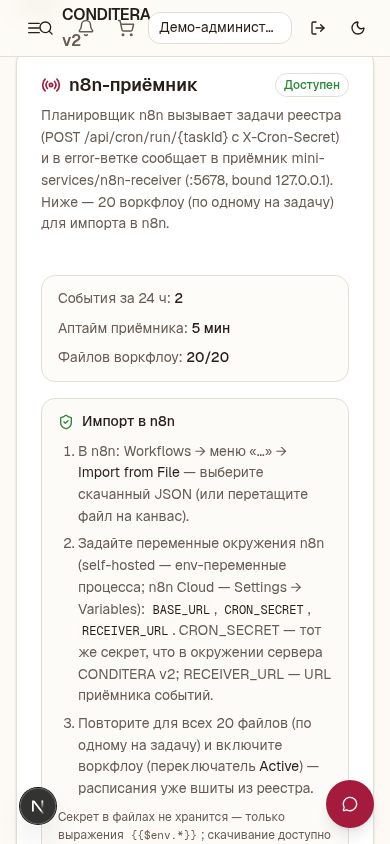 CONDITERA
v2
Демо-админист…
n8n-приёмник
Доступен
Планировщик n8n вызывает задачи реестра
(POST /api/cron/run/{taskId} с X-Cron-Secret)
и в error-ветке сообщает в приёмник mini-
services/n8n-receiver (:5678, bound 127.0.0.1).
Ниже — 20 воркфлоу (по одному на задачу)
для импорта в n8n.
События за 24 ч: 2
Аптайм приёмника: 5 мин
Файлов воркфлоу: 20/20
Импорт в n8n
1. В n8n: Workflows → меню «…» →
Import from File — выберите
скачанный JSON (или перетащите
файл на канвас).
2. Задайте переменные окружения n8n
(self-hosted — env-переменные
процесса; n8n Cloud — Settings →
Variables): BASE_URL, CRON_SECRET,
RECEIVER_URL. CRON_SECRET — тот
же секрет, что в окружении сервера
CONDITERA v2; RECEIVER_URL — URL
приёмника событий.
3. Повторите для всех 20 файлов (по
одному на задачу) и включите
воркфлоу (переключатель Active) —
расписания уже вшиты из реестра.
Секрет в файлах не хранится — только
выражения {{$env.*}}; скачивание доступно
N